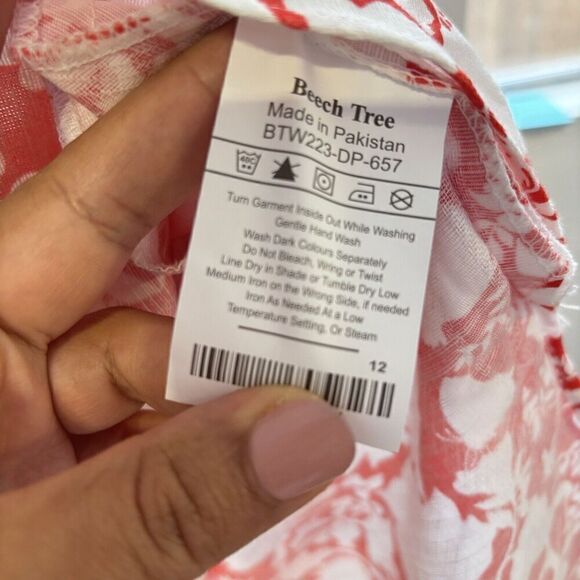 Beech Tree
Made in Pakistan
BTW223-DP-657
40C
Turn Garment Inside Out While Washing
Gentle Hand Wash
Wash Dark Colours Separately
Do Not Bleach, Wring or Twist
Line Dry in Shade or Tumble Dry Low
Medium Iron on the Wrong Side, if needed
Iron As Needed At a Low
Temperature Setting, Or Steam
12